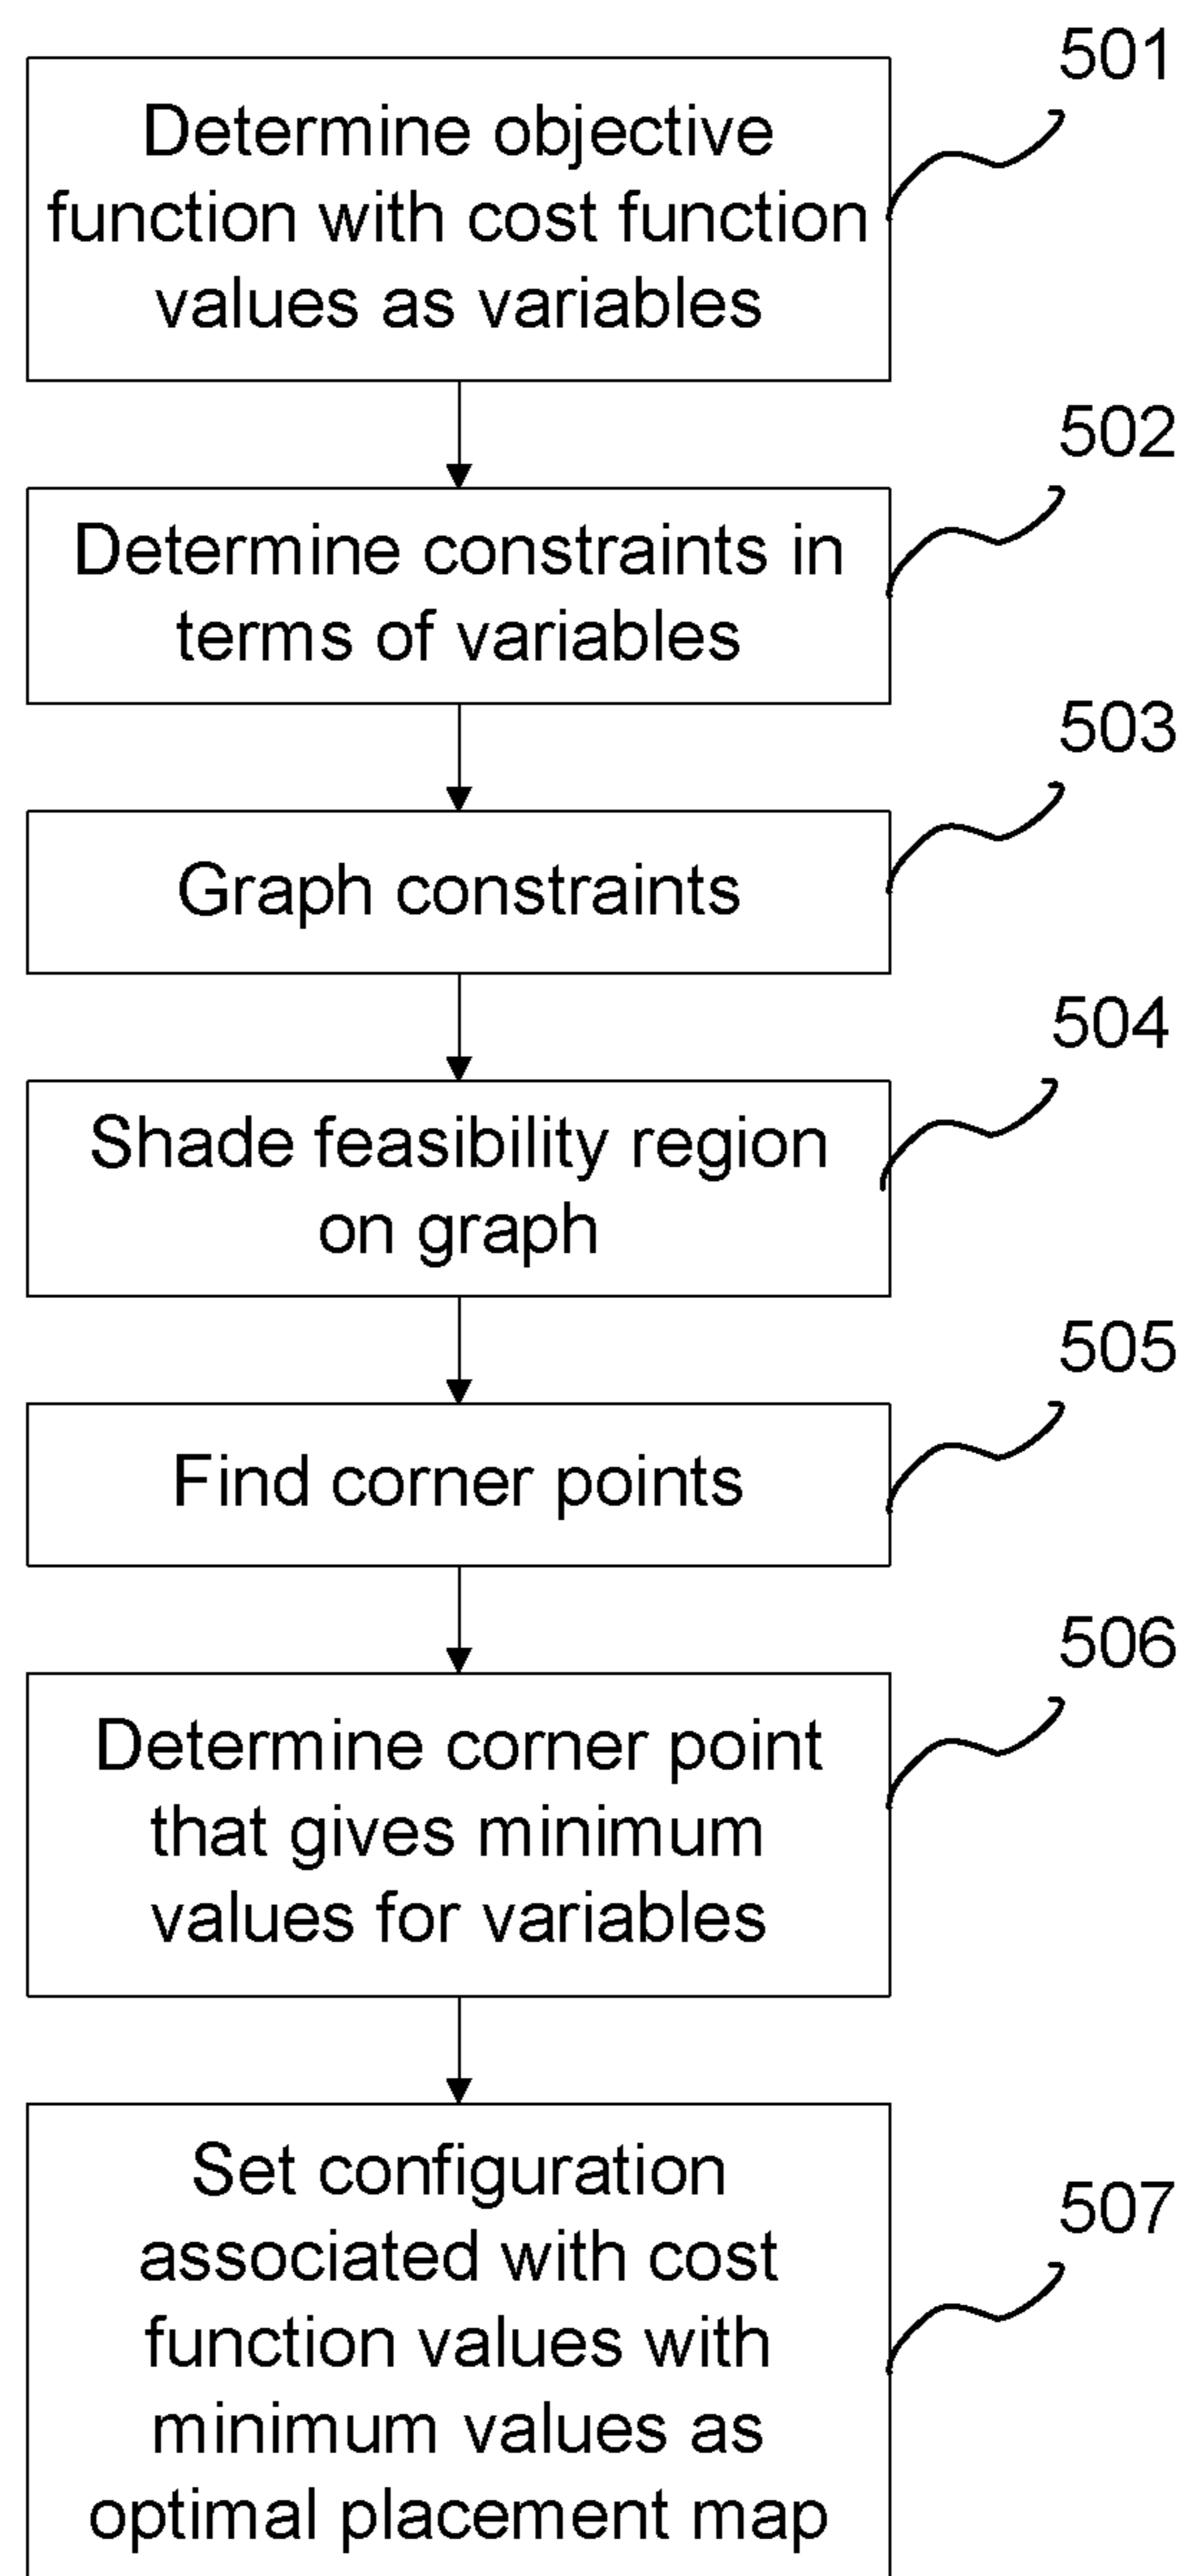 501
Determine objective
function with cost function
values as variables
502
Determine constraints in
terms of variables
503
Graph constraints
504
Shade feasibility region
on graph
505
Find corner points
506
Determine corner point
that gives minimum
values for variables
507
Set configuration
associated with cost
function values with
minimum values as
optimal placement map